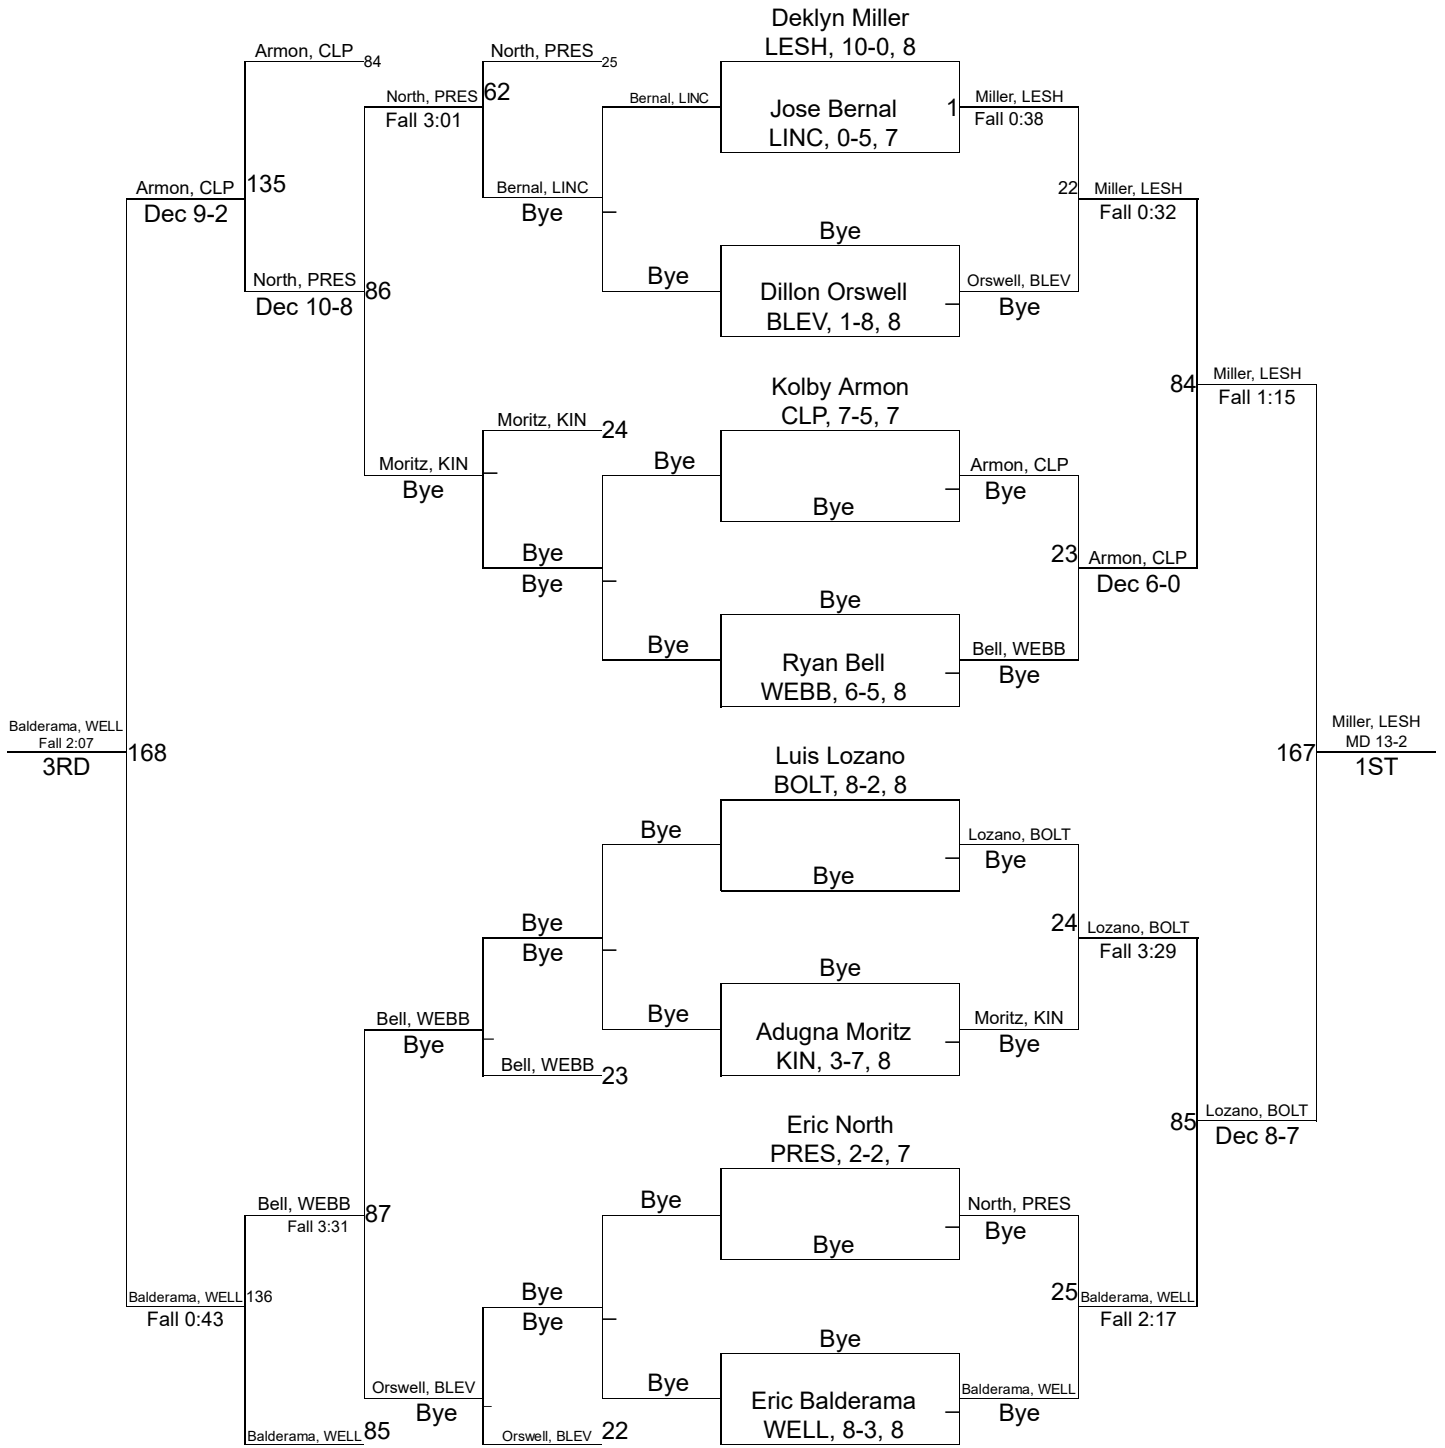 Deklyn Miller
LESH, 10-0, 8
Armon, CLP 84
North, PRES 25
North, PRES 62
Fall 3:01
Bernal, LINC
Jose Bernal
LINC, 0-5, 7
1 Miller, LESH
Fall 0:38
Armon, CLP 135
Dec 9-2
Bernal, LINC
Bye
22 Miller, LESH
Fall 0:32
Bye
North, PRES 86
Dec 10-8
Bye
Dillon Orswell
BLEV, 1-8, 8
Orswell, BLEV
Bye
Kolby Armon
CLP, 7-5, 7
84 Miller, LESH
Fall 1:15
Moritz, KIN 24
Moritz, KIN
Bye
Bye
Armon, CLP
Bye
Bye
Bye
Bye
23 Armon, CLP
Dec 6-0
Bye
Bye
Ryan Bell
WEBB, 6-5, 8
Bell, WEBB
Bye
Balderama, WELL
Fall 2:07
168
3RD
Luis Lozano
BOLT, 8-2, 8
Miller, LESH
MD 13-2
167
1ST
Bye
Lozano, BOLT
Bye
Bye
Bye
Bye
24 Lozano, BOLT
Fall 3:29
Bye
Bell, WEBB
Bye
Bye
Adugna Moritz
KIN, 3-7, 8
Moritz, KIN
Bye
Bell, WEBB 23
Eric North
PRES, 2-2, 7
85 Lozano, BOLT
Dec 8-7
Bell, WEBB 87
Fall 3:31
Bye
North, PRES
Bye
Bye
Balderama, WELL 136
Fall 0:43
Bye
Bye
25 Balderama, WELL
Fall 2:17
Bye
Orswell, BLEV
Bye
Bye
Eric Balderama
WELL, 8-3, 8
Balderama, WELL
Bye
Balderama, WELL 85
Orswell, BLEV 22